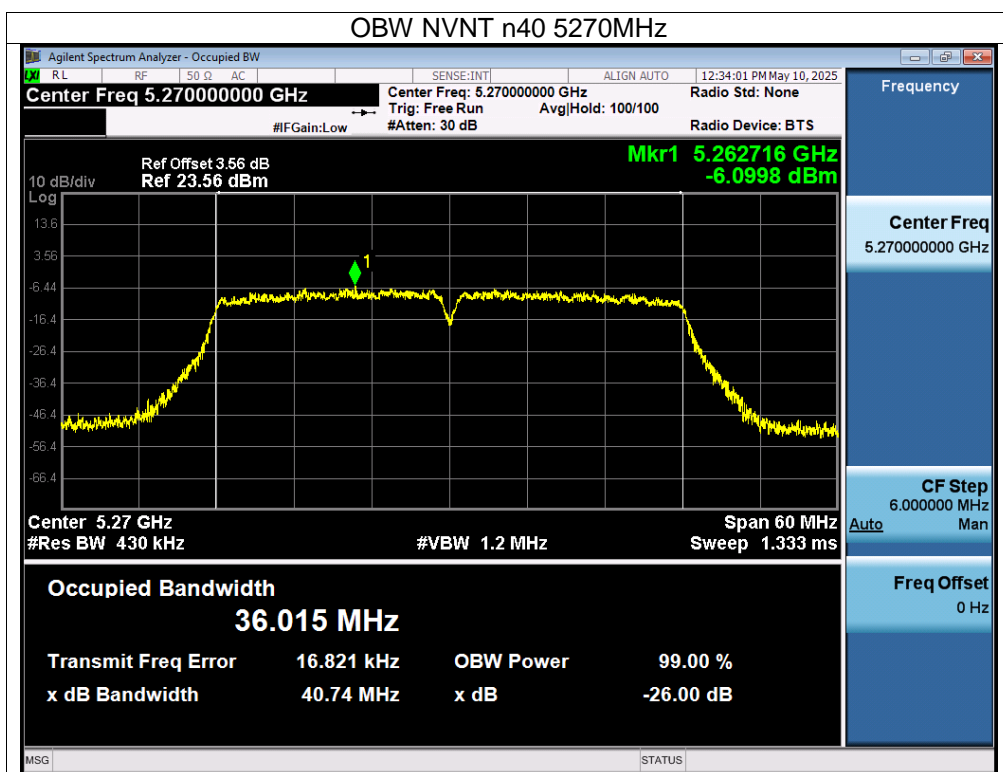 OBW NVNT n40 5270MHz
Agilent Spectrum Analyzer - Occupied BW
LXI RL RF 50 Ω AC SENSE:INT ALIGN AUTO 12:34:01 PM May 10, 2025
Center Freq 5.270000000 GHz
Center Freq: 5.270000000 GHz
Radio Std: None
Trig: Free Run Avg|Hold: 100/100
#IFGain:Low
#Atten: 30 dB
Radio Device: BTS
Frequency
Mkr1 5.262716 GHz
-6.0998 dBm
Ref Offset 3.56 dB
10 dB/div Ref 23.56 dBm
Log
13.6
3.56
-6.44
-16.4
-26.4
-36.4
-46.4
-56.4
-66.4
1
Center 5.27 GHz
Span 60 MHz
#Res BW 430 kHz
#VBW 1.2 MHz
Sweep 1.333 ms
Center Freq
5.270000000 GHz
CF Step
6.000000 MHz
Auto Man
Freq Offset
0 Hz
Occupied Bandwidth
36.015 MHz
Transmit Freq Error 16.821 kHz OBW Power 99.00 %
x dB Bandwidth 40.74 MHz x dB -26.00 dB
MSG STATUS